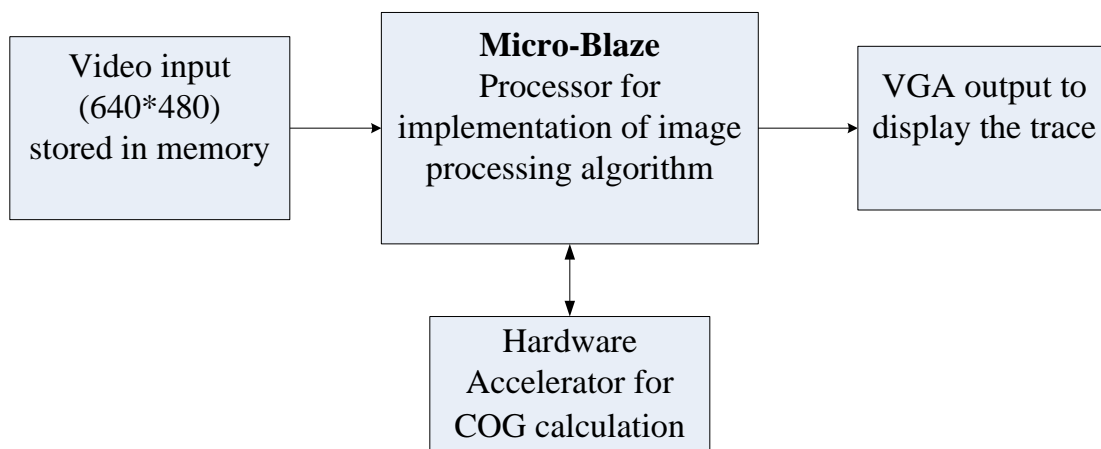 Video input
(640*480)
stored in memory
Micro-Blaze
Processor for
implementation of image
processing algorithm
VGA output to
display the trace
Hardware
Accelerator for
COG calculation